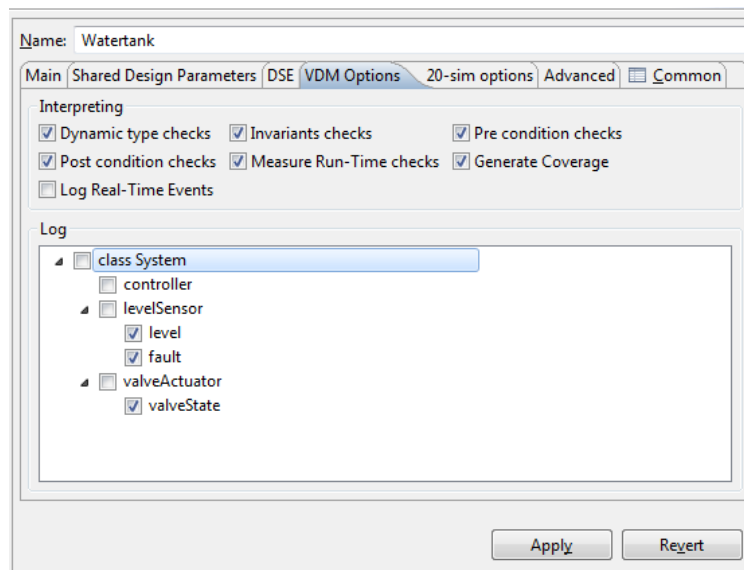 Name: Watertank
Main Shared Design Parameters DSE VDM Options 20-sim options Advanced Common
Interpreting
Dynamic type checks Invariants checks Pre condition checks
Post condition checks Measure Run-Time checks Generate Coverage
Log Real-Time Events
Log
class System
controller
levelSensor
level
fault
valveActuator
valveState
Apply Revert